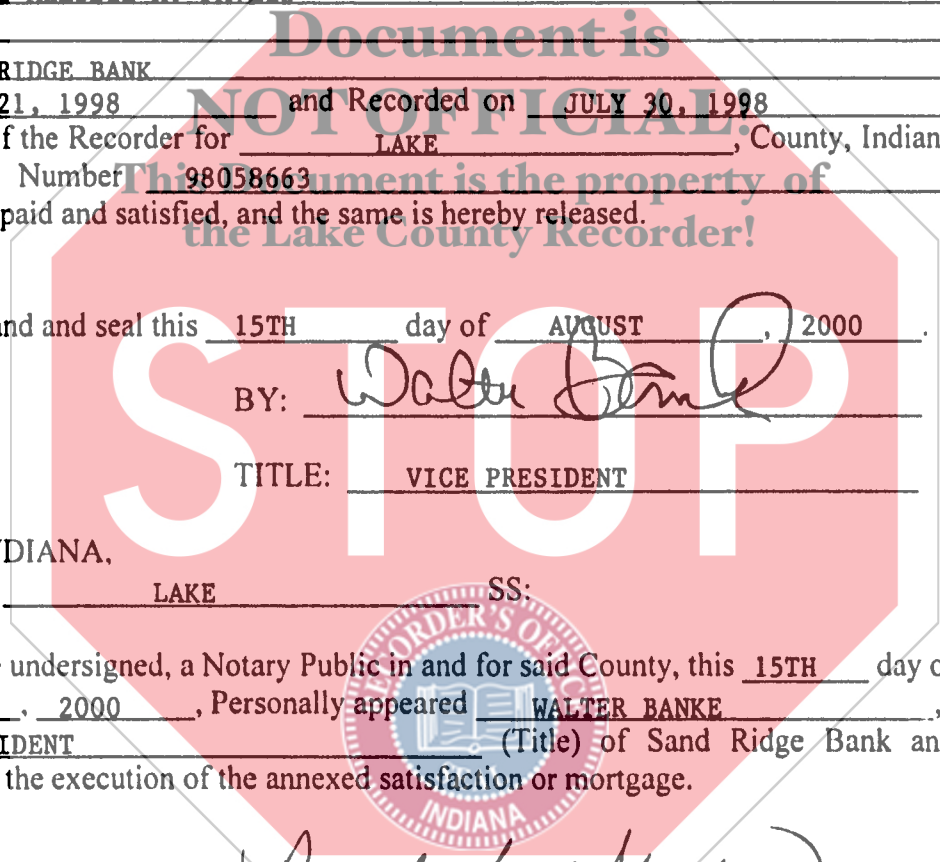 Document is
RIDGE BANK
21, 1998 and Recorded on JULY 30, 1998
NOT OFFICIAL!
f the Recorder for LAKE, County, Indian
Number 98058663
This Document is the property of
paid and satisfied, and the same is hereby released.
the Lake County Recorder!
STOP
nd and seal this 15TH day of AUGUST, 2000.
BY: Walter Banke
TITLE: VICE PRESIDENT
DIANA,
LAKE SS:
RECORDER'S OFFICE
undersigned, a Notary Public in and for said County, this 15TH day o
, 2000, Personally appeared WALTER BANKE,
IDENT (Title) of Sand Ridge Bank an
the execution of the annexed satisfaction or mortgage.
INDIANA